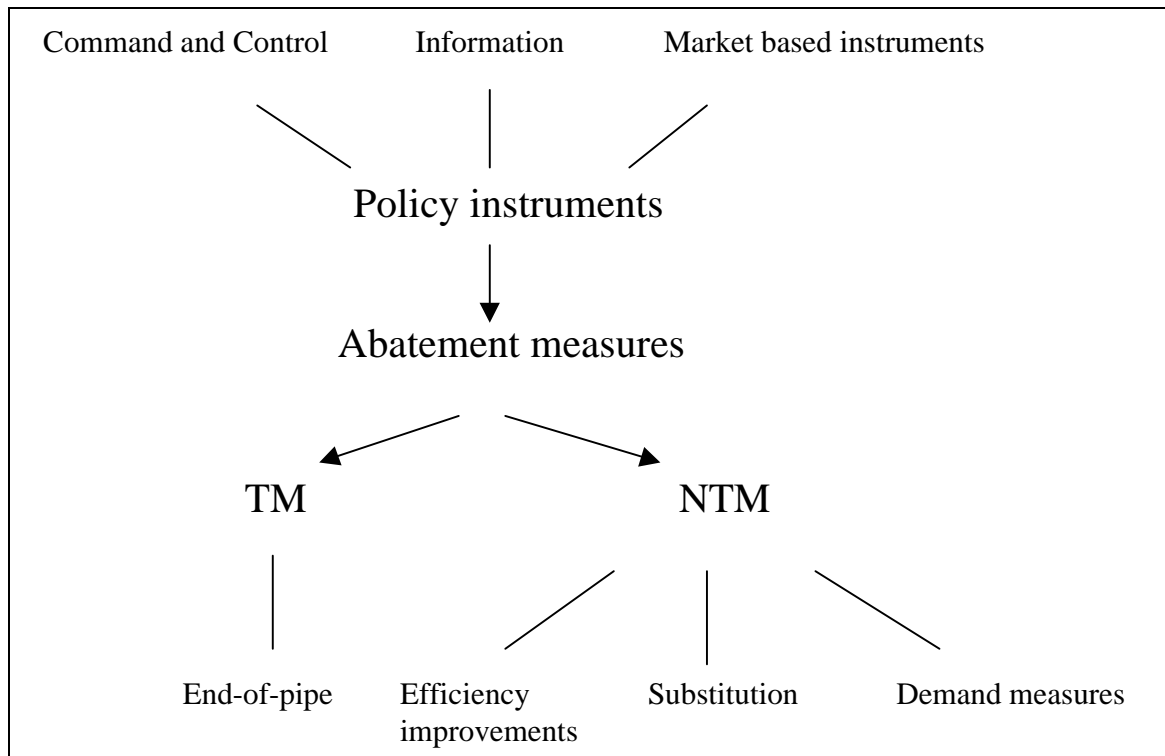 Command and Control
Information
Market based instruments
Policy instruments
Abatement measures
TM
NTM
End-of-pipe
Efficiency
improvements
Substitution
Demand measures